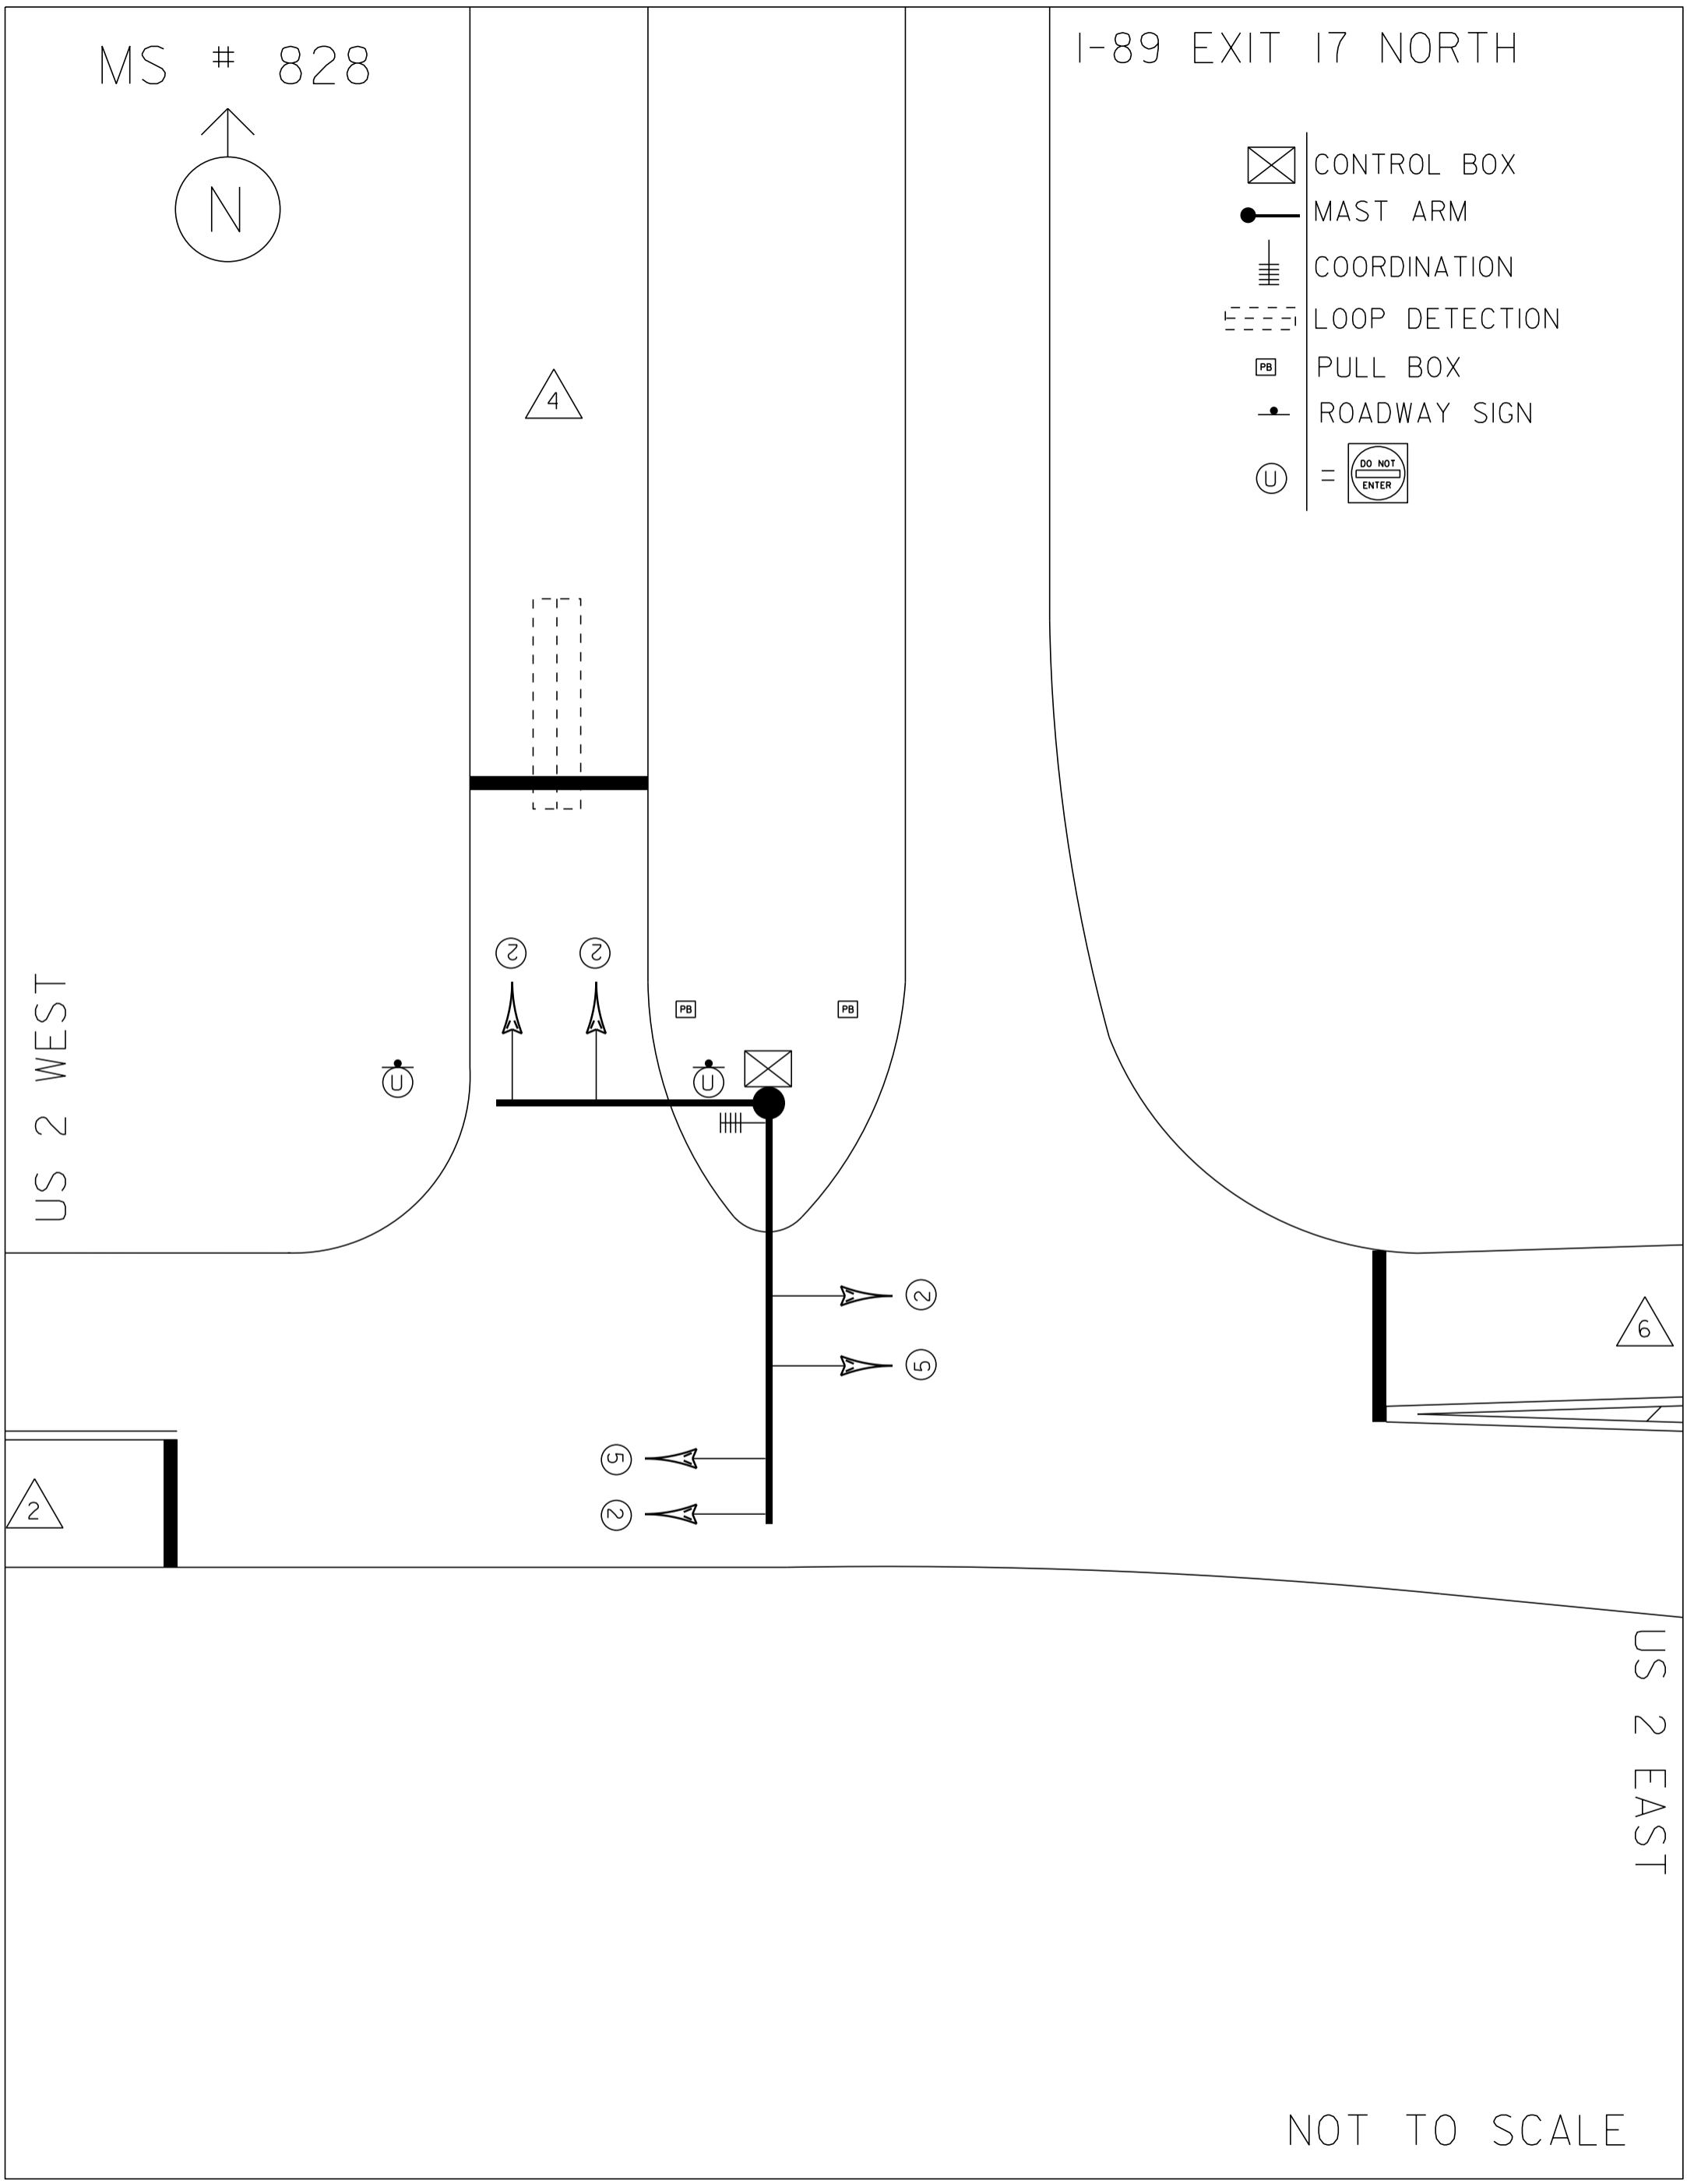 MS # 828
I-89 EXIT 17 NORTH
N
CONTROL BOX
MAST ARM
COORDINATION
LOOP DETECTION
PB PULL BOX
ROADWAY SIGN
U = DO NOT
ENTER
4
2 2
PB PB
U U
US 2 WEST
2
5
6
5
2
2
US 2 EAST
NOT TO SCALE